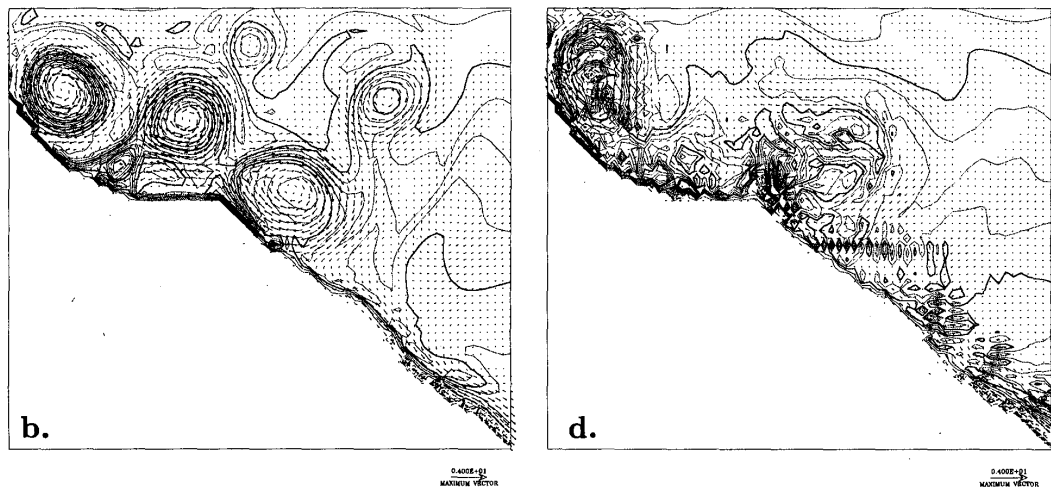 b.
d.
0.400E+01
MAXIMUM VECTOR
0.400E+01
MAXIMUM VECTOR